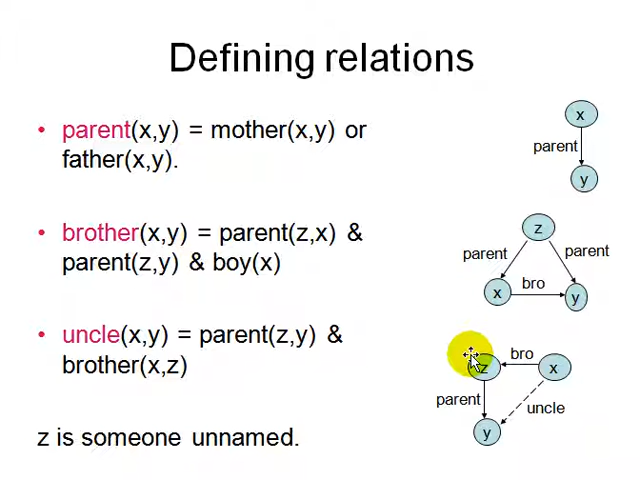 Defining relations
• parent(x,y) = mother(x,y) or
father(x,y).
• brother(x,y) = parent(z,x) &
parent(z,y) & boy(x)
• uncle(x,y) = parent(z,y) &
brother(x,z)
z is someone unnamed.
x
parent
y
z
parent
parent
x
bro
y
z
bro
x
parent
uncle
y